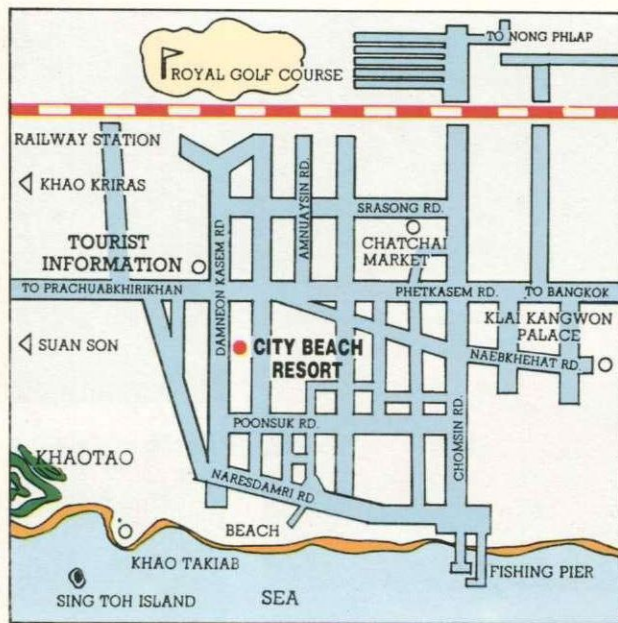 TO NONG PHLAP
ROYAL GOLF COURSE
RAILWAY STATION
KHAO KRIRAS
AMNUAYSIN RD.
SRASONG RD.
CHATCHAI
MARKET
DAMNEON KASEM RD
TOURIST
INFORMATION
TO PRACHUABKHIRIKHAN
PHETKASEM RD.
TO BANGKOK
KLAI KANGWON
PALACE
SUAN SON
CITY BEACH
RESORT
NAEBKHEHAT RD.
POONSUK RD.
CHOMSIN RD.
KHAOTAO
NARESDAMRI RD
BEACH
KHAO TAKIAB
FISHING PIER
SING TOH ISLAND
SEA